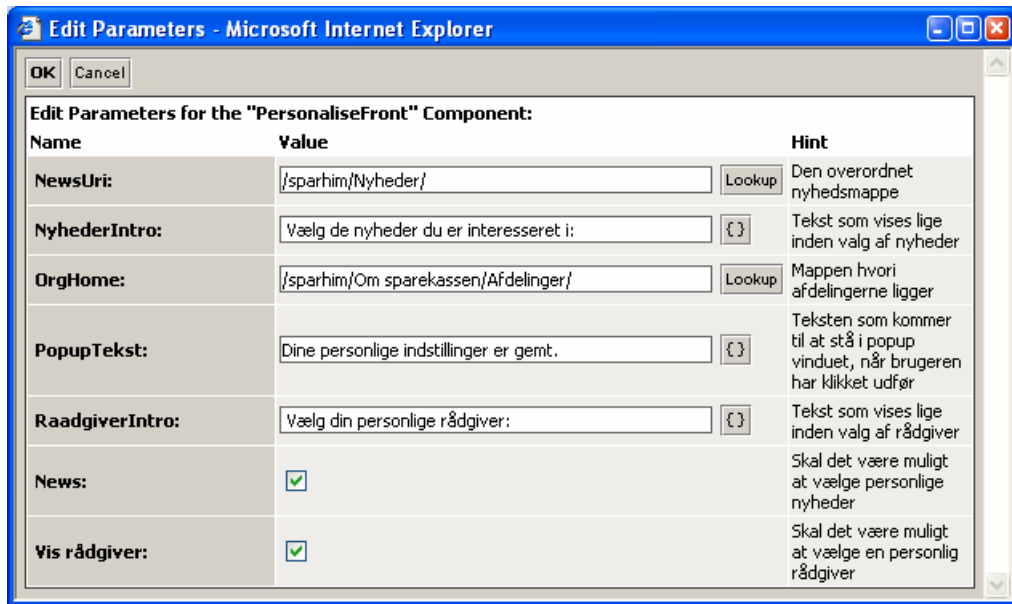 Edit Parameters - Microsoft Internet Explorer
OK Cancel
Edit Parameters for the "PersonaliseFront" Component:
Name Value Hint
NewsUri: /sparhim/Nyheder/ Lookup Den overordnet
nyhedsmappe
NyhederIntro: Vælg de nyheder du er interesseret i: {} Tekst som vises lige
inden valg af nyheder
OrgHome: /sparhim/Om sparekassen/Afdelinger/ Lookup Mappen hvori
afdelingerne ligger
PopupTekst: Dine personlige indstillinger er gemt. {} Teksten som kommer
til at stå i popup
vinduet, når brugeren
har klikket udfør
RaadgiverIntro: Vælg din personlige rådgiver: {} Tekst som vises lige
inden valg af rådgiver
News: Skal det være muligt
at vælge personlige
nyheder
Vis rådgiver: Skal det være muligt
at vælge en personlig
rådgiver